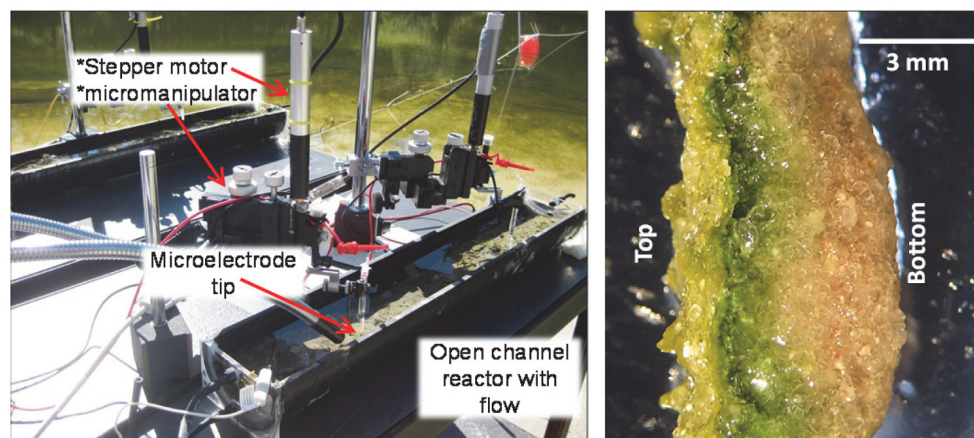 *Stepper motor
*micromanipulator
Microelectrode
tip
Open channel
reactor with
flow
3 mm
Top
Bottom